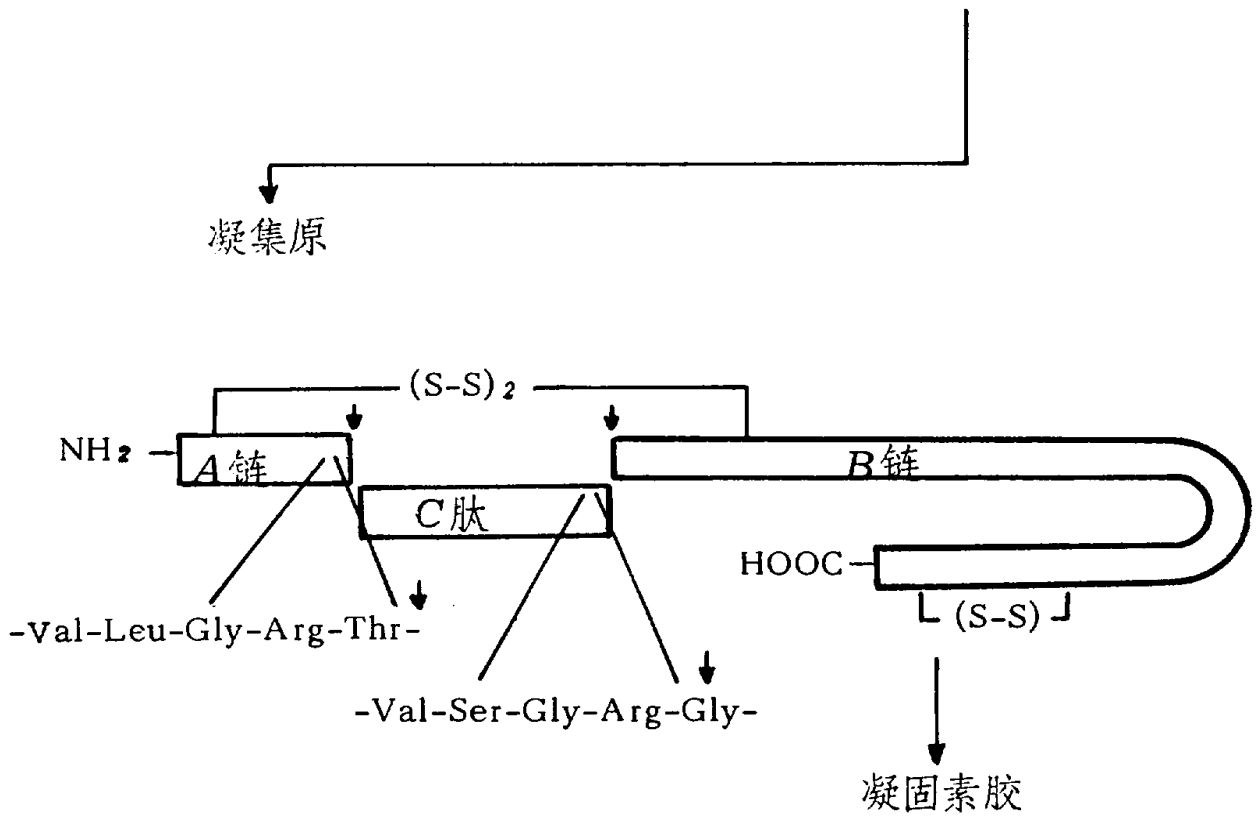 凝集原
(S-S)₂
NH₂
A链
B链
C肽
HOOC
(S-S)
-Val-Leu-Gly-Arg-Thr-
-Val-Ser-Gly-Arg-Gly-
凝固素胶